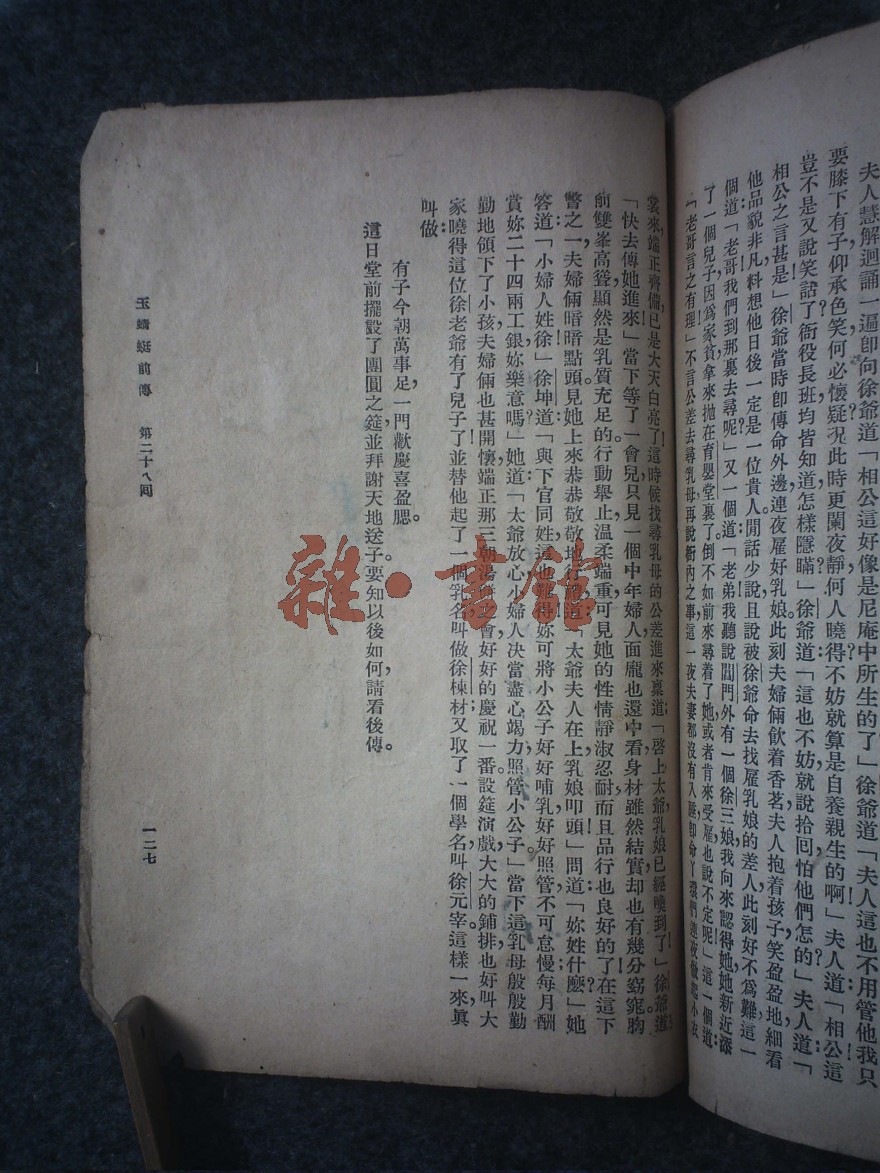 夫人慧解迴誦一遍卽向徐爺道「相公這好像是尼庵中所生的了」徐爺道「夫人這也不用管他我只
要膝下有子仰承色笑何必懷疑況此時更闌夜靜何人曉得不妨就算是自養親生的啊」夫人道「相公這
豈不是又說笑話了衙役長班均皆知道怎樣隱瞞」徐爺道「這也不妨就說拾囘怕他們怎的」夫人道「
相公之言甚是」徐爺當時卽傳命外邊連夜雇好乳娘此刻夫婦倆飲着香茗夫人抱着孩子笑盈盈地細看
他品貌非凡料想他日後一定是一位貴人閒話少說且說被徐爺命去找雇乳娘的差人此刻好不爲難這一
個道「老哥我們到那裏去尋呢」又一個道「老弟我聽說閶門外有一個徐三娘我向來認得她她新近添
了一個兒子因爲家貧拿來拋在育嬰堂裏了倒不如前來尋着了她或者肯來受雇也說不定呢」這一個道
「老哥言之有理」不言公差去尋乳母再說衙內之事這一夜夫妻都沒有入睡卽命丫環們連夜做起小衣
裳來端正齊備已是大天白亮了這時候找尋乳母的公差進來稟道「啓上太爺乳娘已經喚到了」徐爺道
「快去傳她進來」當下等了一會兒只見一個中年婦人面龐也還中看身材雖然結實却也有幾分窈窕胸
前雙峯高聳顯然是乳質充足的行動舉止温柔端重可見她的性情靜淑忍耐而且品行也良好的了在這下
瞥之一夫婦倆暗暗點頭見她上來恭恭敬敬地行禮道「太爺夫人在上乳娘叩頭」問道「妳姓什麼」她
答道「小婦人姓徐」徐坤道「與下官同姓這也難得妳可將小公子好好哺乳好好照管不可怠慢每月酬
賞妳二十四兩工銀妳樂意嗎」她道「太爺放心小婦人決當盡心竭力照管小公子」當下這乳母殷殷勤
勤地領下了小孩夫婦倆也甚開懷端正那三朝湯會好好的慶祝一番設筵演戲大大的鋪排也好叫大
家曉得這位徐老爺有了兒子了並替他起了一個乳名叫做徐棟材又取了一個學名叫徐元宰這樣一來眞
叫做
有子今朝萬事足，一門歡慶喜盈腮。
這日堂前擺設了團圓之筵並拜謝天地送子。要知以後如何，請看後傳。
玉蜻蜓前傳　第二十八囘
一二七
雜·書館